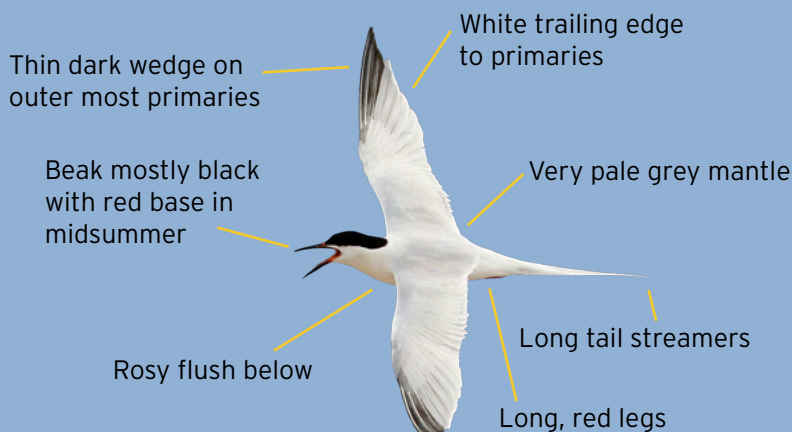 White trailing edge
to primaries
Thin dark wedge on
outer most primaries
Beak mostly black
with red base in
midsummer
Very pale grey mantle
Rosy flush below
Long tail streamers
Long, red legs